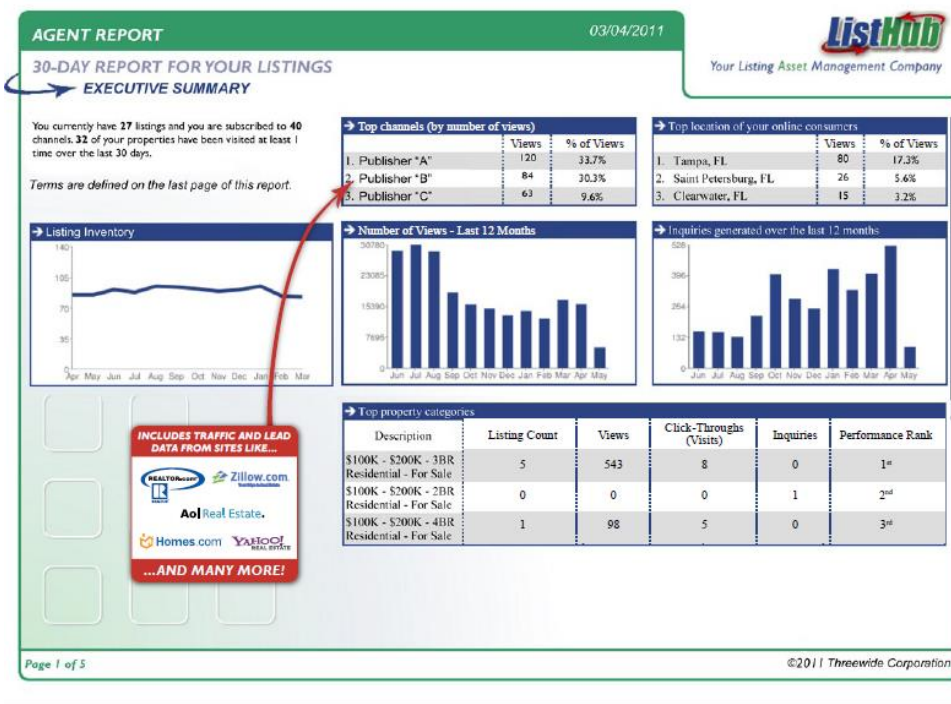 AGENT REPORT
03/04/2011
ListHub
Your Listing Asset Management Company
30-DAY REPORT FOR YOUR LISTINGS
EXECUTIVE SUMMARY
You currently have 27 listings and you are subscribed to 40
channels. 32 of your properties have been visited at least 1
time over the last 30 days.
Terms are defined on the last page of this report.
Top channels (by number of views)
Views % of Views
1. Publisher "A" 120 33.7%
2. Publisher "B" 84 30.3%
3. Publisher "C" 63 9.6%
Top location of your online consumers
Views % of Views
1. Tampa, FL 80 17.3%
2. Saint Petersburg, FL 26 5.6%
3. Clearwater, FL 15 3.2%
Listing Inventory
140
105
70
35
0
Apr May Jun Jul Aug Sep Oct Nov Dec Jan Feb Mar
Number of Views - Last 12 Months
30780
23085
15390
7695
0
Jun Jul Aug Sep Oct Nov Dec Jan Feb Mar Apr May
Inquiries generated over the last 12 months
528
396
264
132
0
Jun Jul Aug Sep Oct Nov Dec Jan Feb Mar Apr May
INCLUDES TRAFFIC AND LEAD
DATA FROM SITES LIKE...
REALTOR.com
Zillow.com
Aol Real Estate.
Homes.com
YAHOO!
REAL ESTATE
...AND MANY MORE!
Top property categories
Description Listing Count Views Click-Throughs (Visits) Inquiries Performance Rank
$100K - $200K - 3BR
Residential - For Sale 5 543 8 0 1st
$100K - $200K - 2BR
Residential - For Sale 0 0 0 1 2nd
$100K - $200K - 4BR
Residential - For Sale 1 98 5 0 3rd
Page 1 of 5
©2011 Threewide Corporation